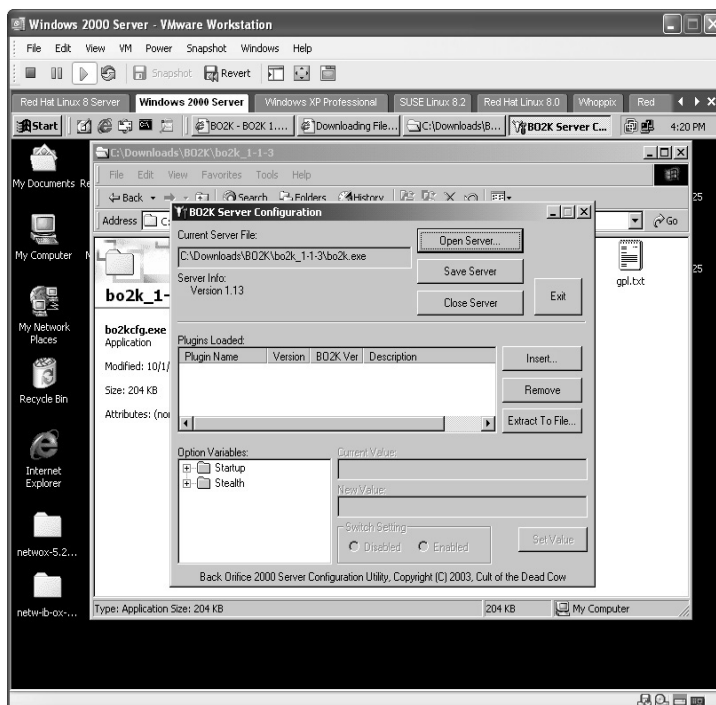 Windows 2000 Server - VMware Workstation
File Edit View VM Power Snapshot Windows Help
Snapshot Revert
Red Hat Linux 8 Server Windows 2000 Server Windows XP Professional SUSE Linux 8.2 Red Hat Linux 8.0 Whoppix Red
Start BO2K - BO2K 1.... Downloading File... C:\Downloads\B... BO2K Server C... 4:20 PM
C:\Downloads\BO2K\bo2k_1-1-3
File Edit View Favorites Tools Help
Back Search Folders History
Address C: Go
My Documents
My Computer
My Network Places
Recycle Bin
Internet Explorer
netwox-5.2...
netw-ib-ox-...
25
25
bo2k_1-
bo2kcfg.exe
Application
Modified: 10/1/
Size: 204 KB
Attributes: (no
gpl.txt
BO2K Server Configuration
Current Server File:
C:\Downloads\BO2K\bo2k_1-1-3\bo2k.exe
Server Info:
Version 1.13
Open Server...
Save Server
Close Server
Exit
Plugins Loaded:
Plugin Name Version BO2K Ver Description
Insert...
Remove
Extract To File...
Option Variables:
Startup
Stealth
Current Value:
New Value:
Switch Setting
Disabled Enabled
Set Value
Back Orifice 2000 Server Configuration Utility, Copyright (C) 2003, Cult of the Dead Cow
Type: Application Size: 204 KB 204 KB My Computer